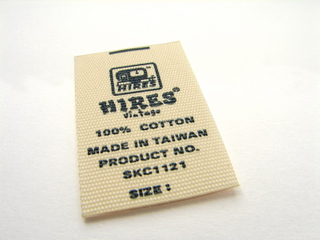 HIRES
HIRES®
Vintage
100% COTTON
MADE IN TAIWAN
PRODUCT NO.
SKC1121
SIZE :